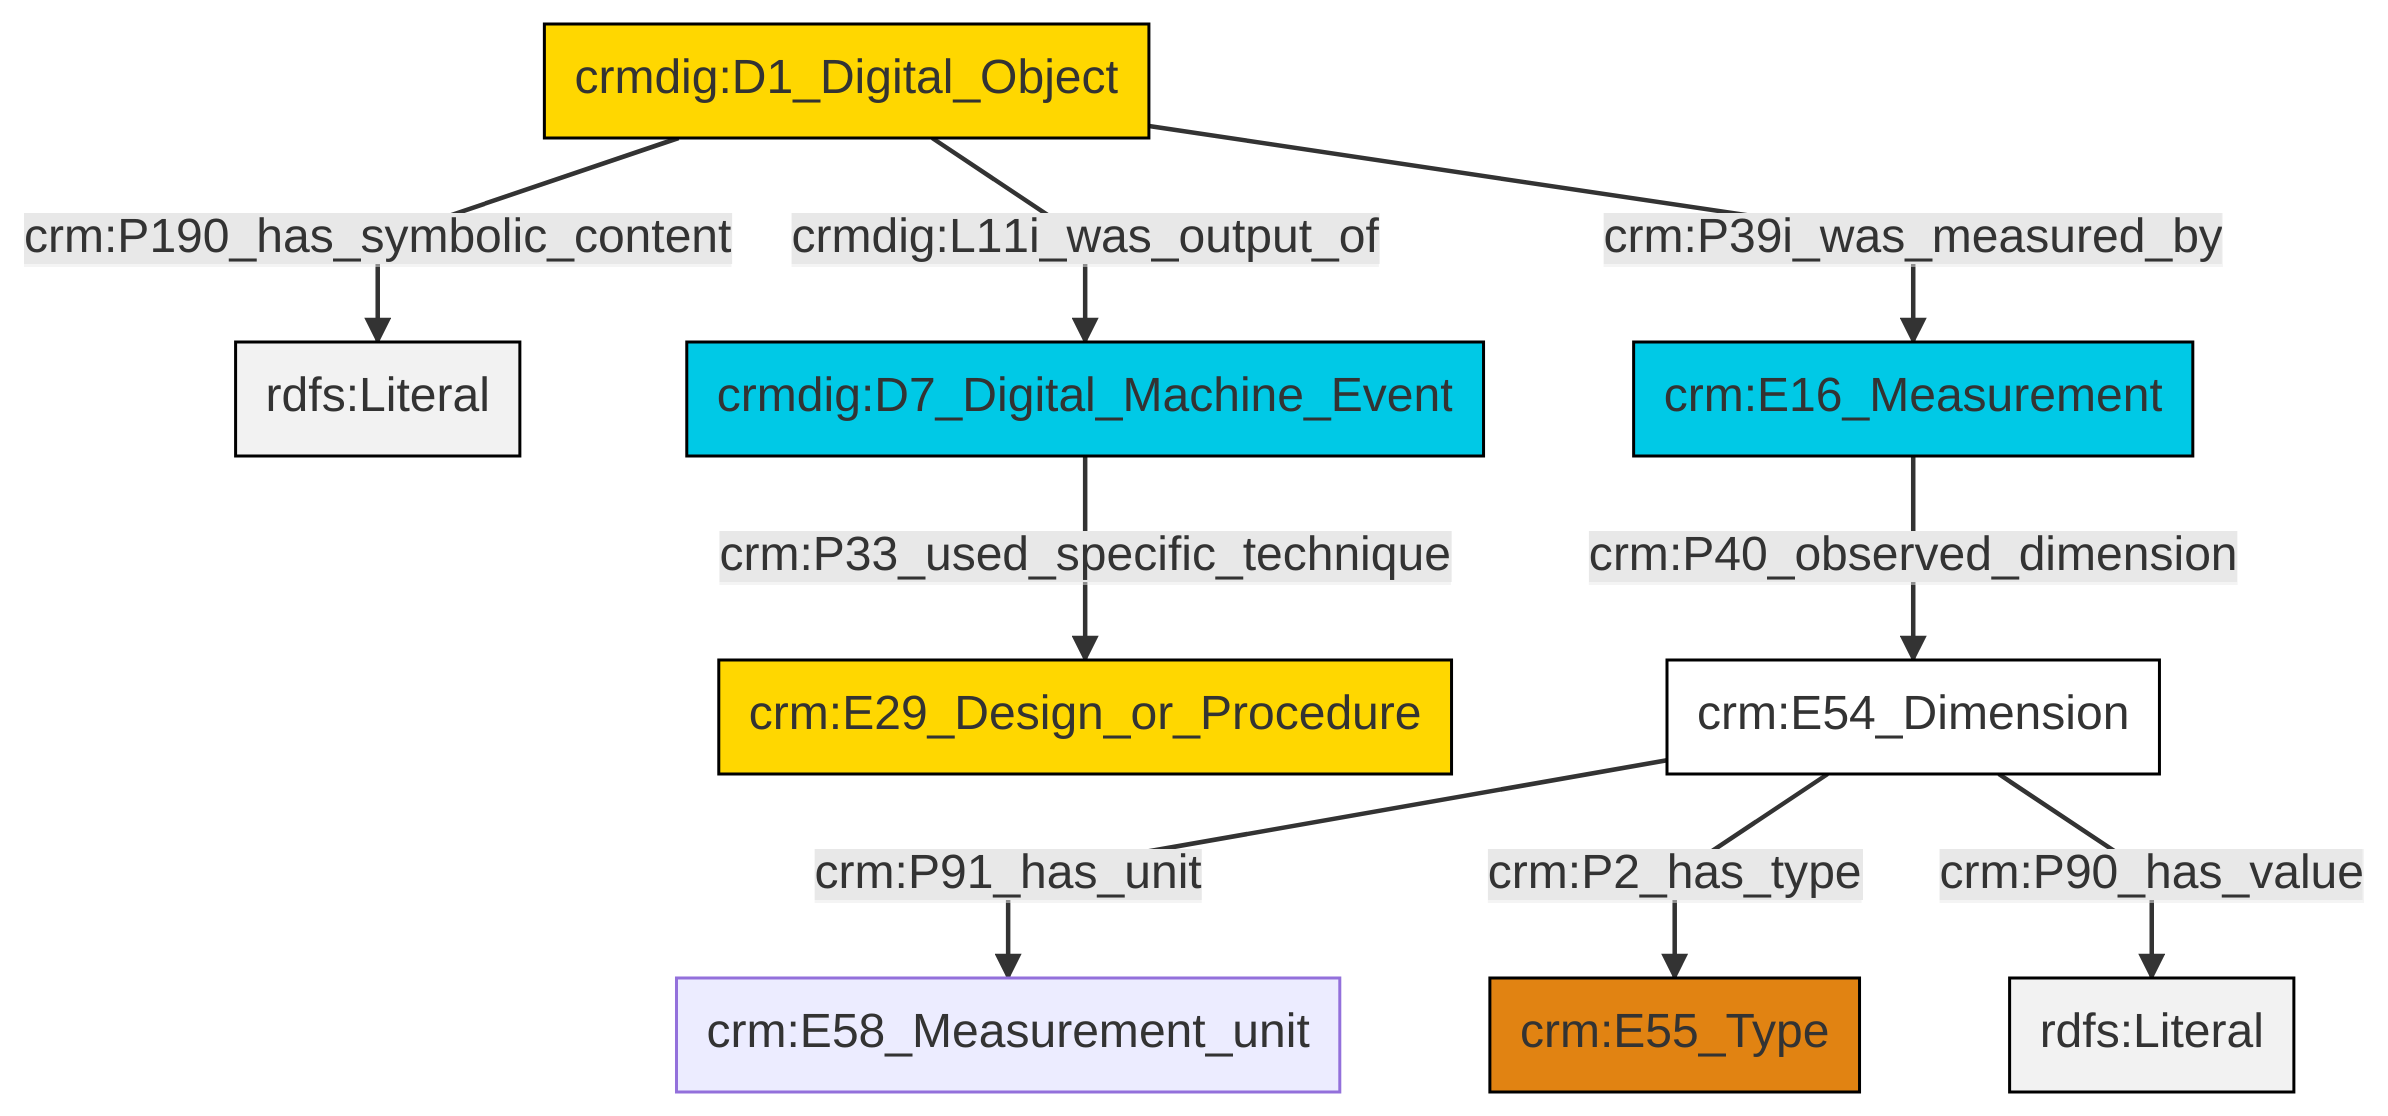 crmdig:D1_Digital_Object
crm:P190_has_symbolic_content
crmdig:L11i_was_output_of
crm:P39i_was_measured_by
rdfs:Literal
crmdig:D7_Digital_Machine_Event
crm:E16_Measurement
crm:P33_used_specific_technique
crm:P40_observed_dimension
crm:E29_Design_or_Procedure
crm:E54_Dimension
crm:P91_has_unit
crm:P2_has_type
crm:P90_has_value
crm:E58_Measurement_unit
crm:E55_Type
rdfs:Literal